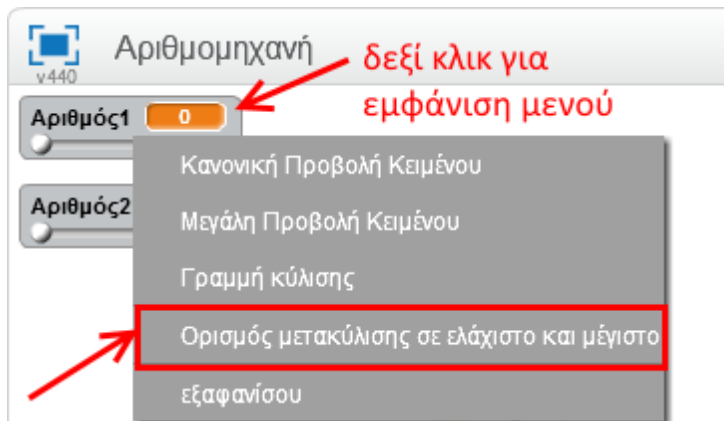 Αριθμομηχανή
v440
δεξί κλικ για
εμφάνιση μενού
Αριθμός1 0
Κανονική Προβολή Κειμένου
Αριθμός2
Μεγάλη Προβολή Κειμένου
Γραμμή κύλισης
Ορισμός μετακύλισης σε ελάχιστο και μέγιστο
εξαφανίσου